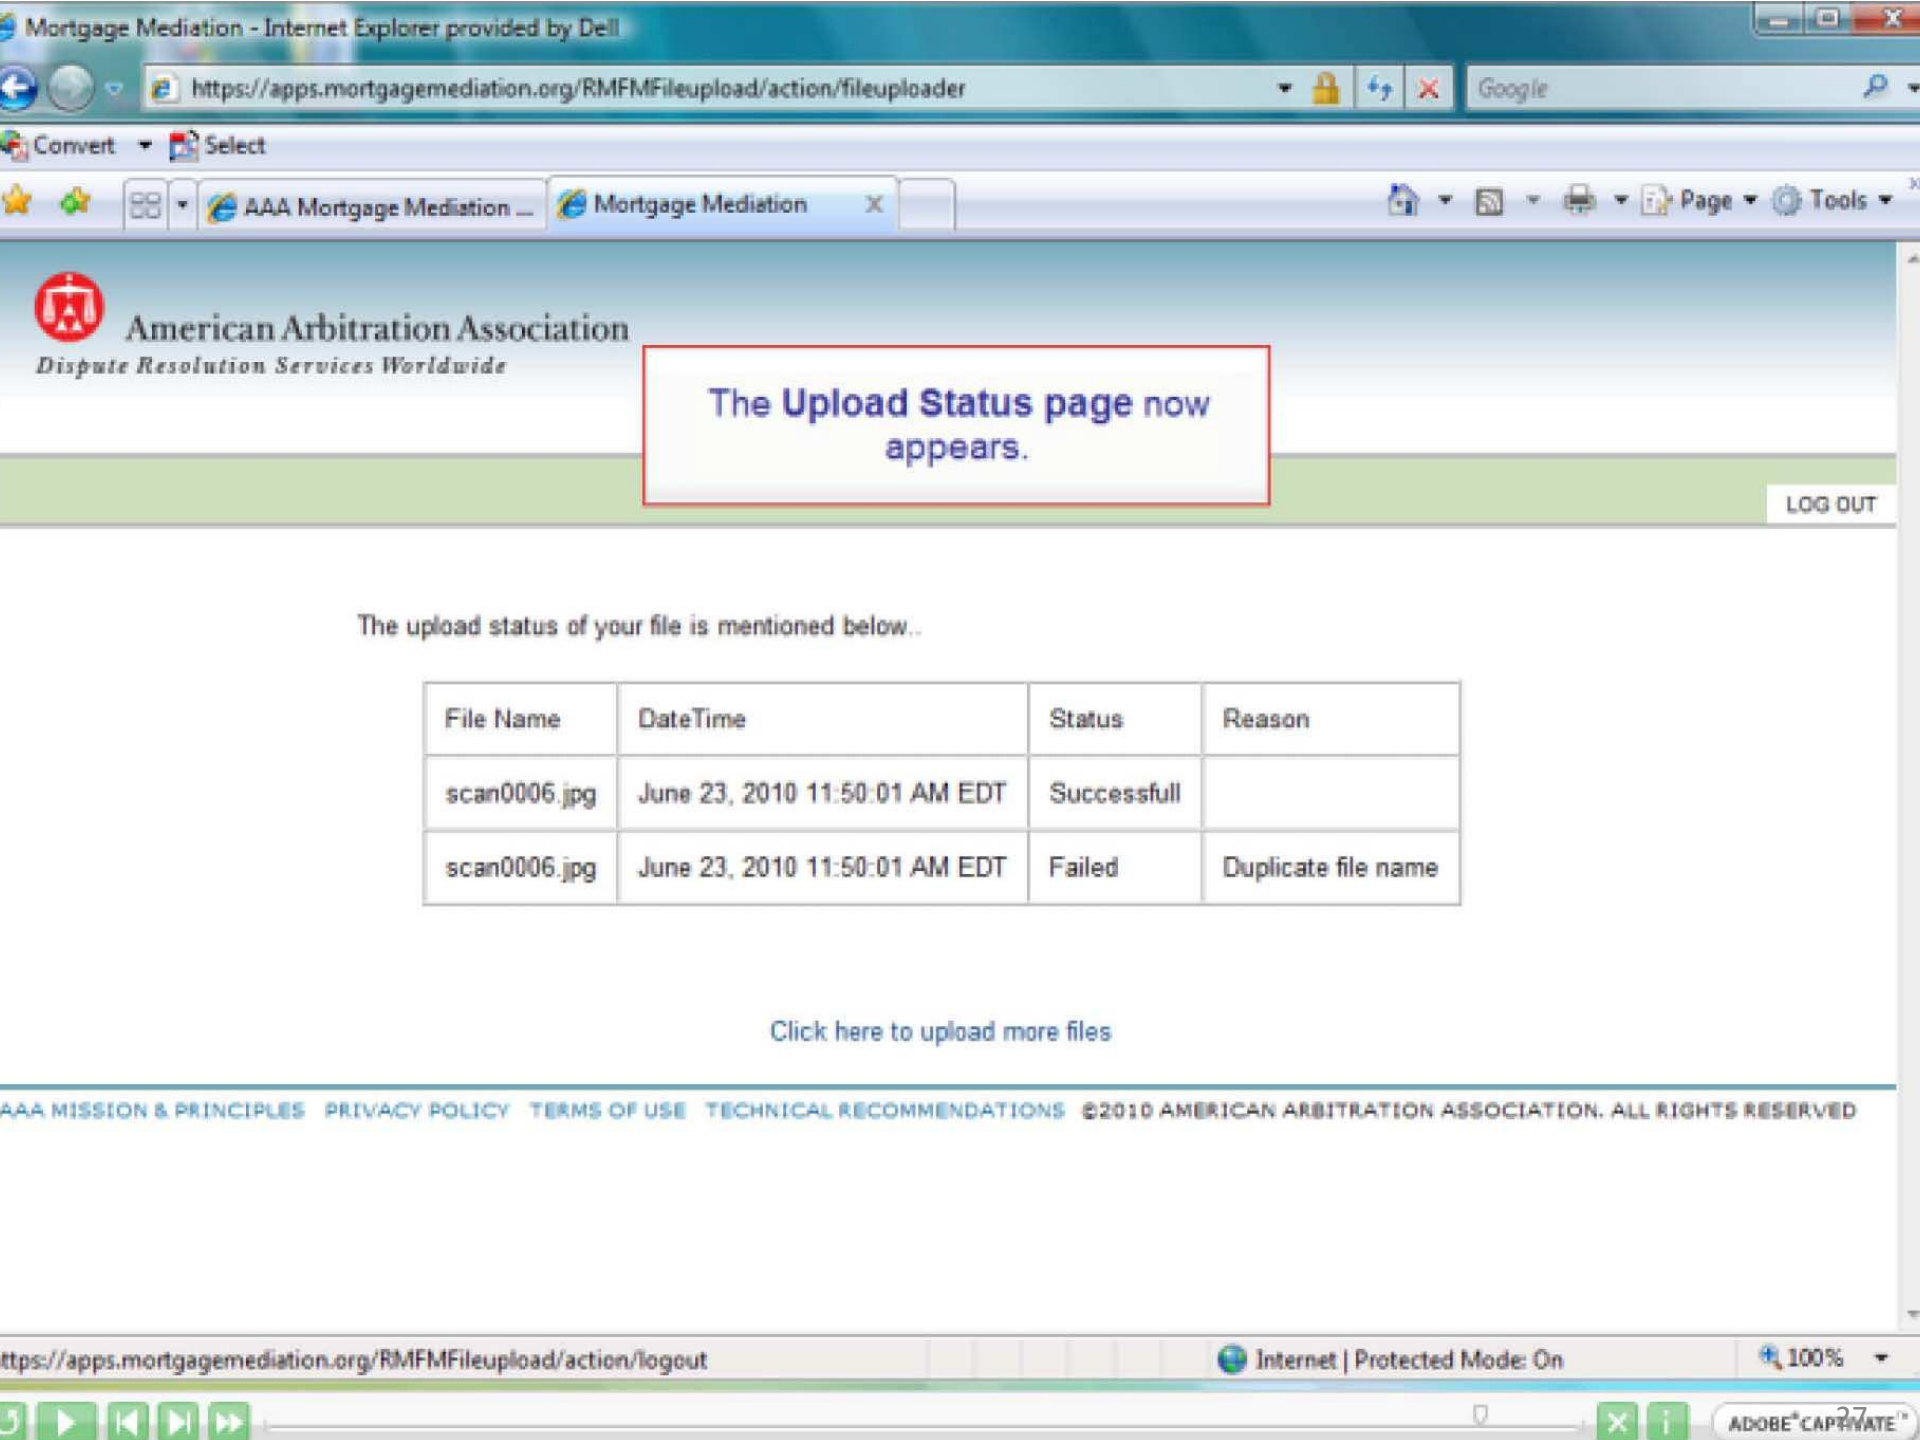 Mortgage Mediation - Internet Explorer provided by Dell
https://apps.mortgagemediation.org/RMFMFileupload/action/fileuploader
Google
Convert Select
AAA Mortgage Mediation ... Mortgage Mediation Page Tools
American Arbitration Association
Dispute Resolution Services Worldwide
The Upload Status page now
appears.
LOG OUT
The upload status of your file is mentioned below..
File Name DateTime Status Reason
scan0006.jpg June 23, 2010 11:50:01 AM EDT Successfull
scan0006.jpg June 23, 2010 11:50:01 AM EDT Failed Duplicate file name
Click here to upload more files
AAA MISSION & PRINCIPLES PRIVACY POLICY TERMS OF USE TECHNICAL RECOMMENDATIONS ©2010 AMERICAN ARBITRATION ASSOCIATION. ALL RIGHTS RESERVED
ttps://apps.mortgagemediation.org/RMFMFileupload/action/logout Internet | Protected Mode: On 100%
ADOBE® CAPTIVATE™
27